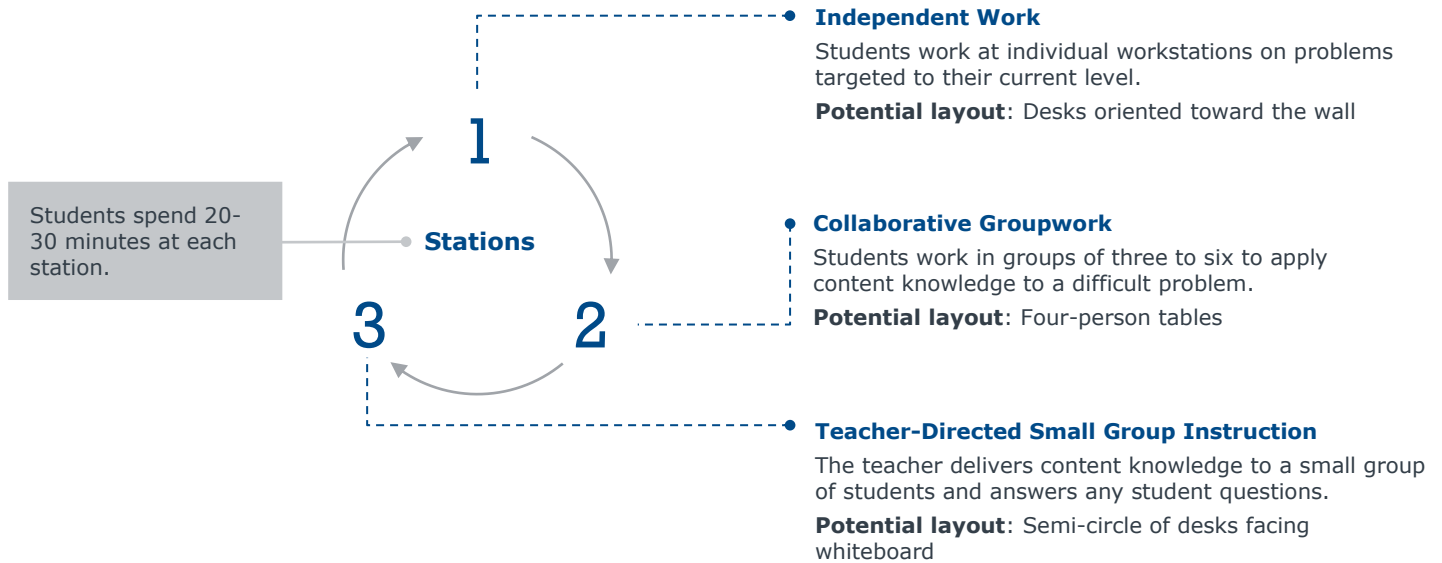 Independent Work
Students work at individual workstations on problems
targeted to their current level.
Potential layout: Desks oriented toward the wall
1
Students spend 20-
30 minutes at each
station.
Stations
Collaborative Groupwork
Students work in groups of three to six to apply
content knowledge to a difficult problem.
Potential layout: Four-person tables
3
2
Teacher-Directed Small Group Instruction
The teacher delivers content knowledge to a small group
of students and answers any student questions.
Potential layout: Semi-circle of desks facing
whiteboard